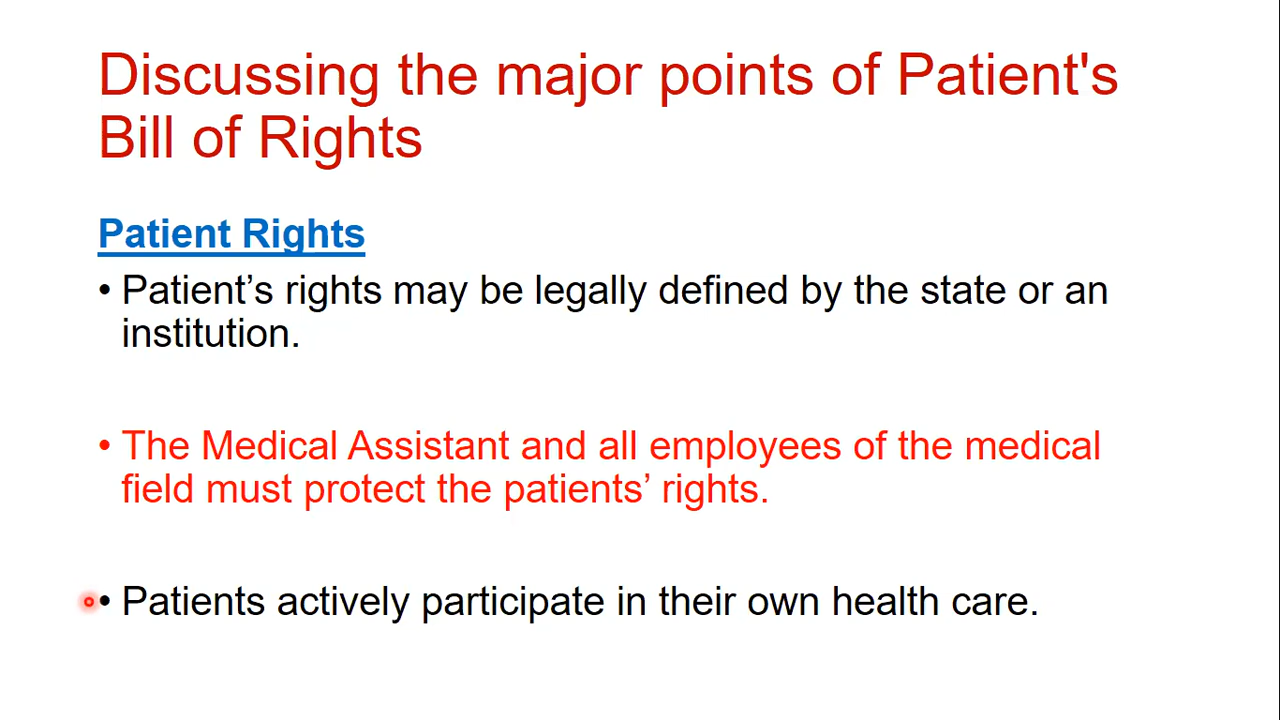 Discussing the major points of Patient's
Bill of Rights
Patient Rights
• Patient’s rights may be legally defined by the state or an
institution.
• The Medical Assistant and all employees of the medical
field must protect the patients’ rights.
• Patients actively participate in their own health care.